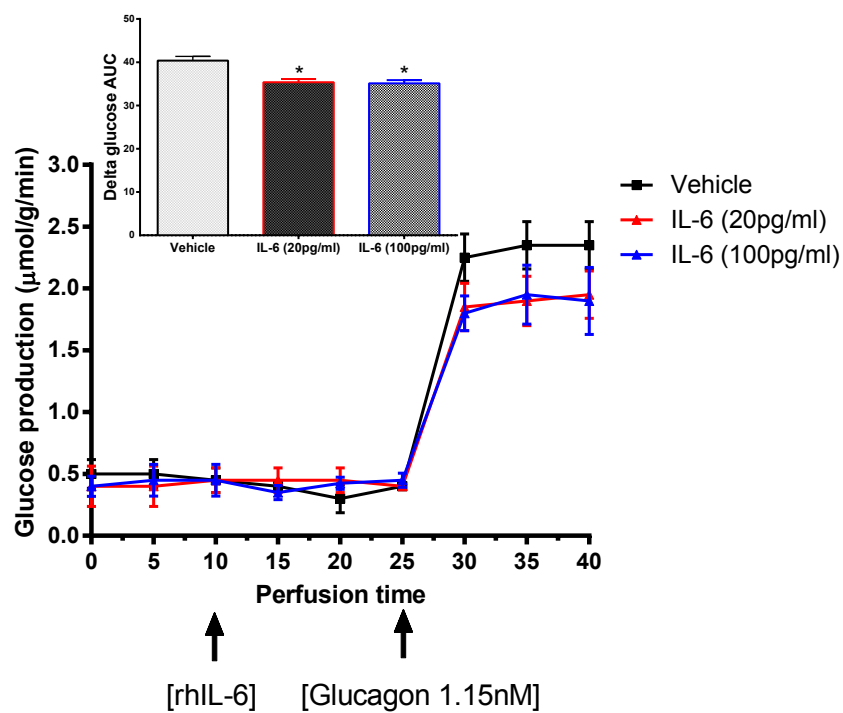 50
40
30
20
10
0
Delta glucose AUC
*
*
Vehicle
IL-6 (20pg/ml)
IL-6 (100pg/ml)
Vehicle
IL-6 (20pg/ml)
IL-6 (100pg/ml)
Glucose production (μmol/g/min)
3.0
2.5
2.0
1.5
1.0
0.5
0.0
0 5 10 15 20 25 30 35 40
Perfusion time
[rhIL-6] [Glucagon 1.15nM]